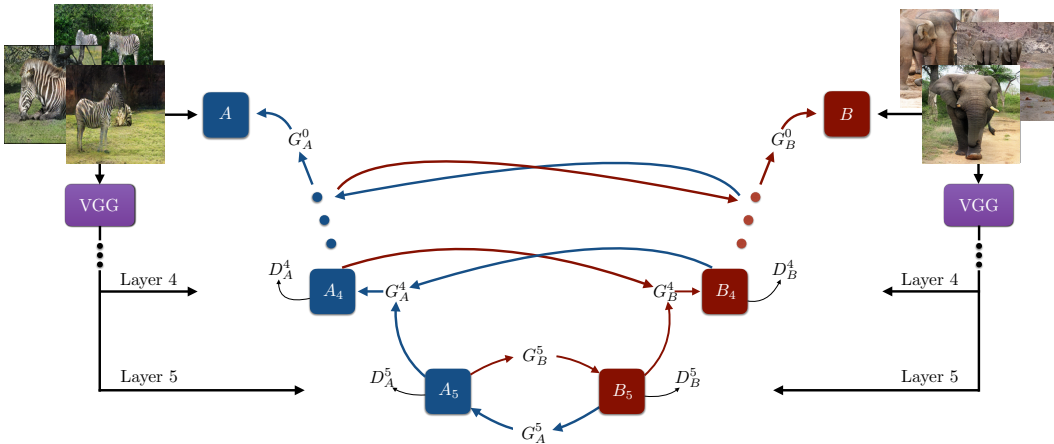 A
B
G_A^0
G_B^0
VGG
VGG
D_A^4
D_B^4
Layer 4
Layer 4
A_4
G_A^4
G_B^4
B_4
G_B^5
Layer 5
D_A^5
A_5
B_5
D_B^5
Layer 5
G_A^5